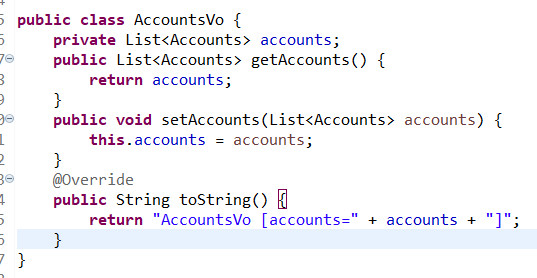 public class AccountsVo {
    private List<Accounts> accounts;
    public List<Accounts> getAccounts() {
        return accounts;
    }
    public void setAccounts(List<Accounts> accounts) {
        this.accounts = accounts;
    }
    @Override
    public String toString() {
        return "AccountsVo [accounts=" + accounts + "]";
    }
}